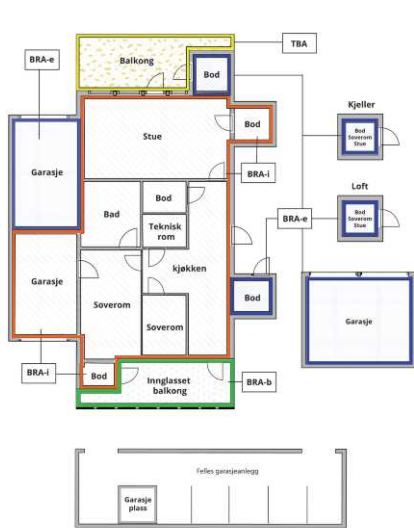 TBA
BRA-e
Balkong
Bod
Kjeller
Stue
Bod
Bod
Soverom
Stue
Garasje
BRA-i
Loft
Bod
Bad
Teknisk
rom
BRA-e
Bod
Soverom
Stue
Garasje
kjøkken
Soverom
Bod
Garasje
Soverom
BRA-i
Bod
Innglasset
balkong
BRA-b
Felles garasjeanlegg
Garasje
plass